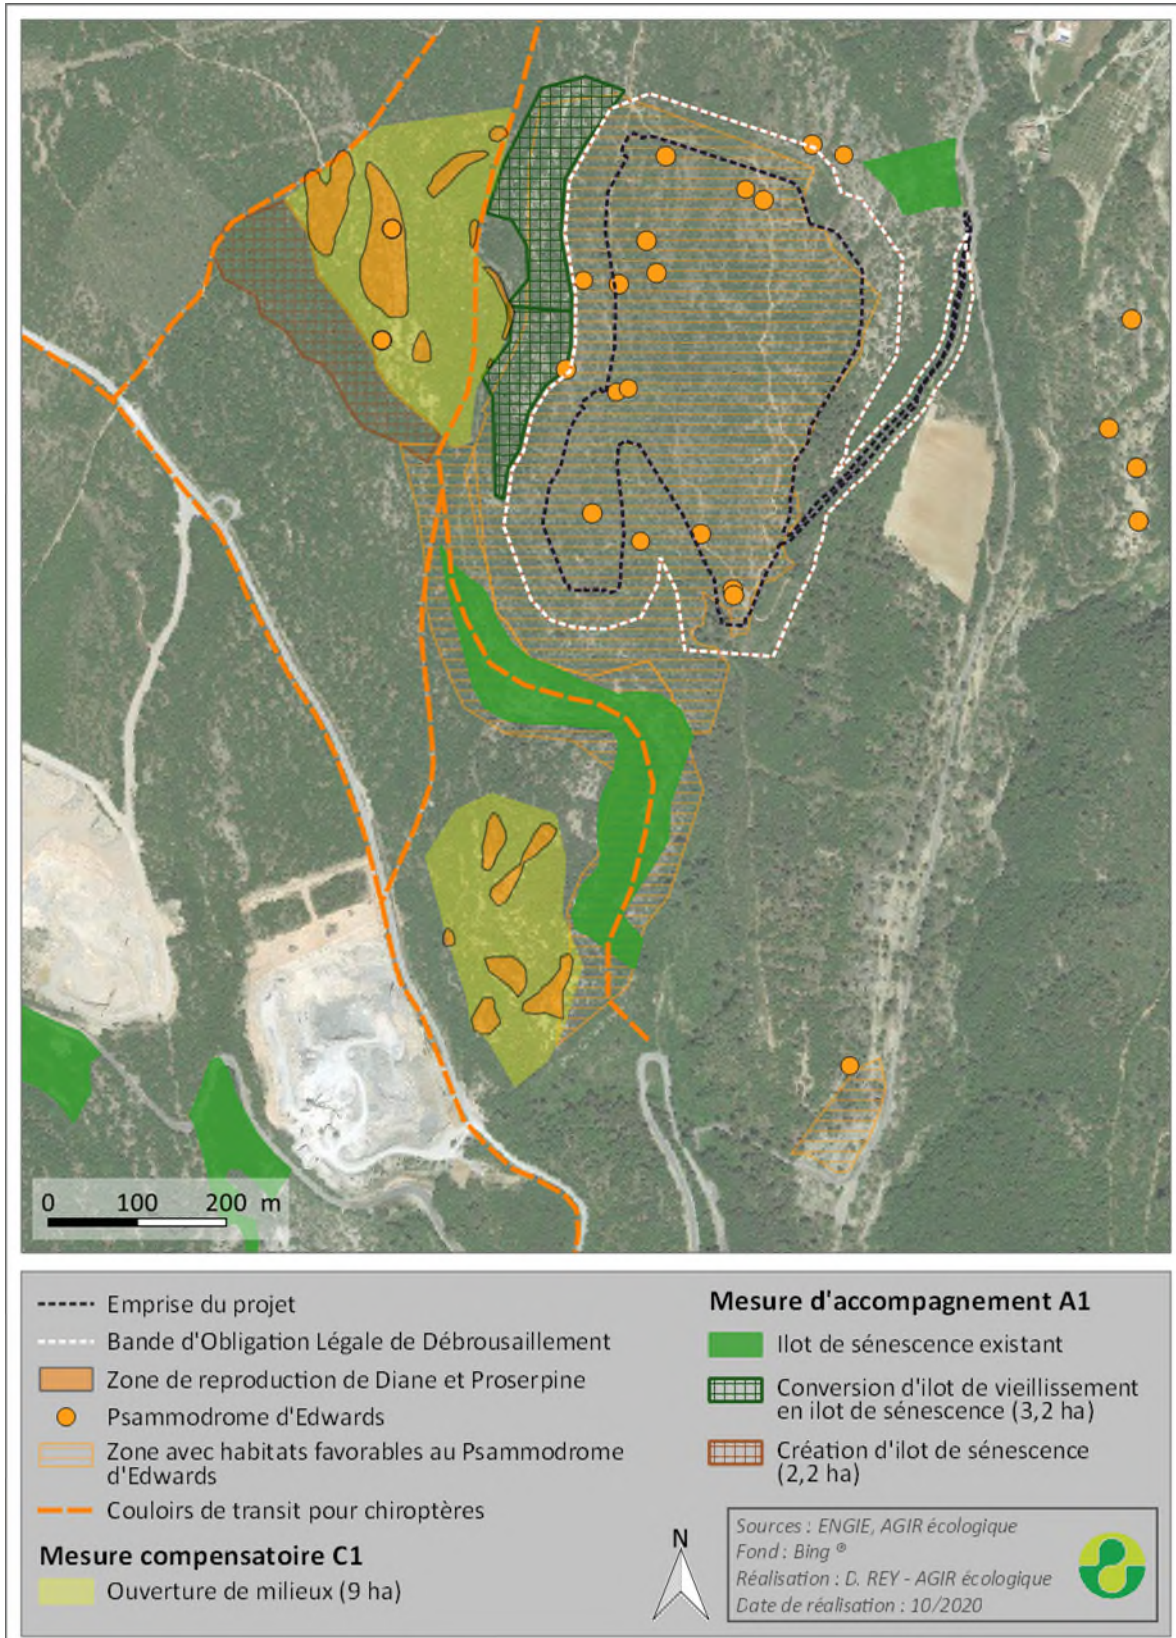 0 100 200 m
Emprise du projet
Bande d'Obligation Légale de Débrousaillement
Zone de reproduction de Diane et Proserpine
Psammodrome d'Edwards
Zone avec habitats favorables au Psammodrome
d'Edwards
Couloirs de transit pour chiroptères
Mesure compensatoire C1
Ouverture de milieux (9 ha)
Mesure d'accompagnement A1
Ilot de sénescence existant
Conversion d'ilot de vieillissement
en ilot de sénescence (3,2 ha)
Création d'ilot de sénescence
(2,2 ha)
N
Sources : ENGIE, AGIR écologique
Fond : Bing ®
Réalisation : D. REY - AGIR écologique
Date de réalisation : 10/2020